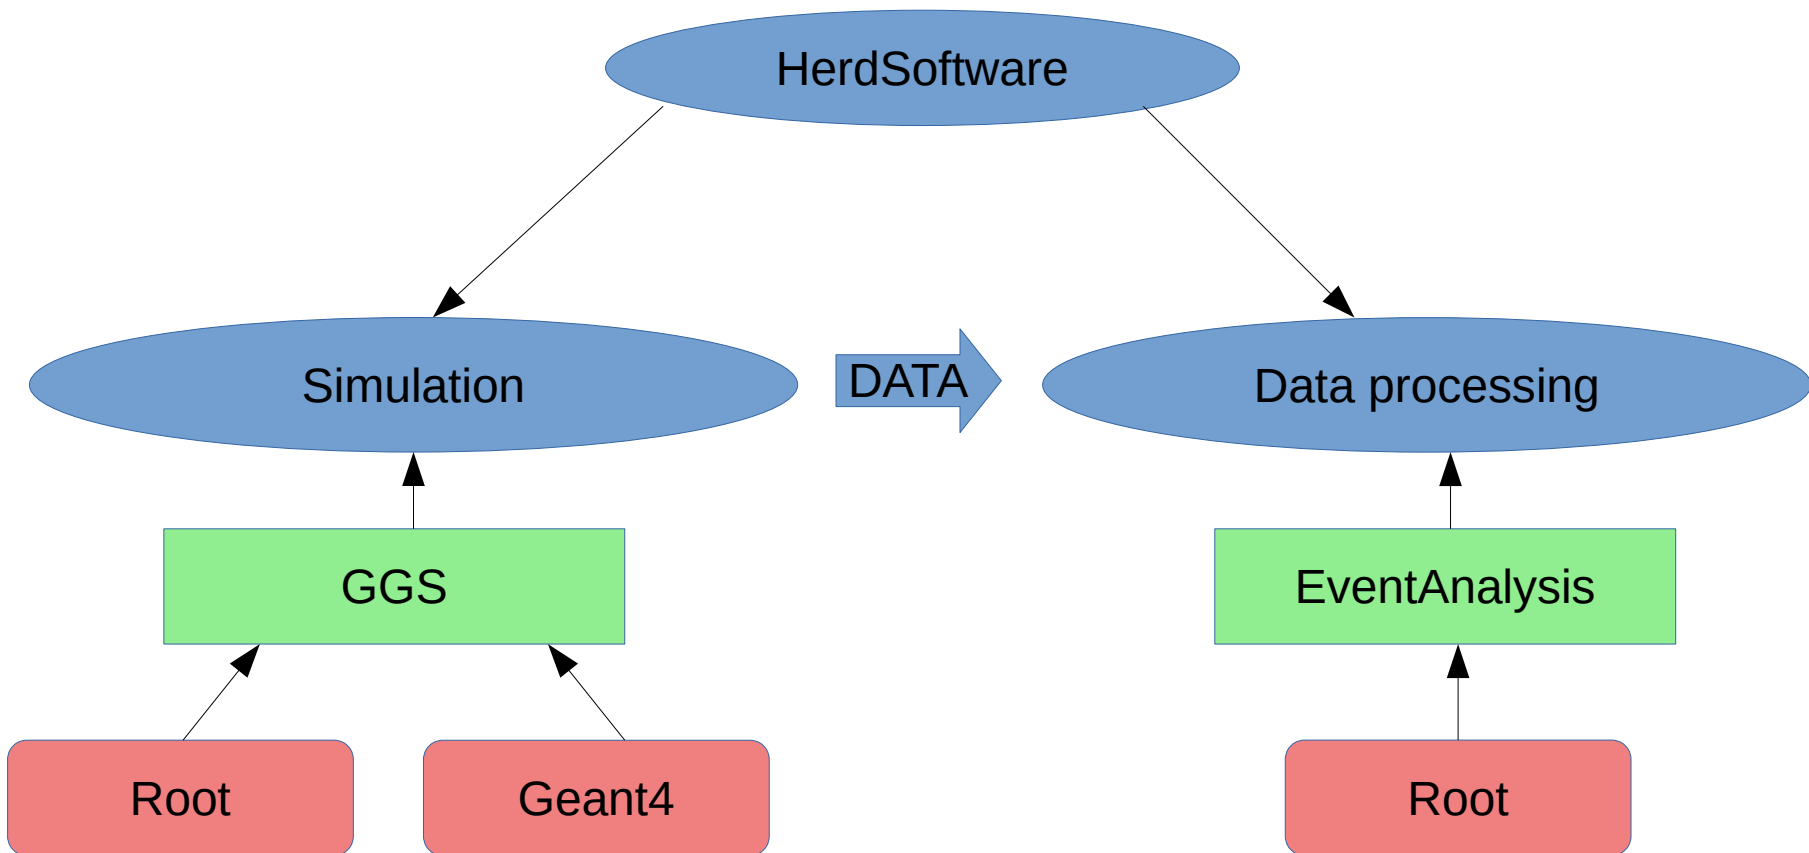 HerdSoftware
Simulation
DATA
Data processing
GGS
EventAnalysis
Root
Geant4
Root